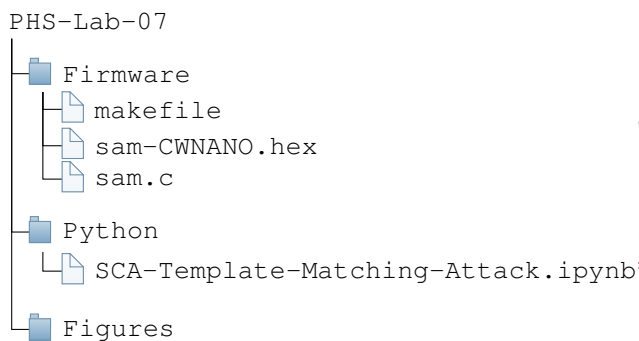 PHS-Lab-07
Firmware
makefile
sam-CWNANO.hex
sam.c
Python
SCA-Template-Matching-Attack.ipynb
Figures